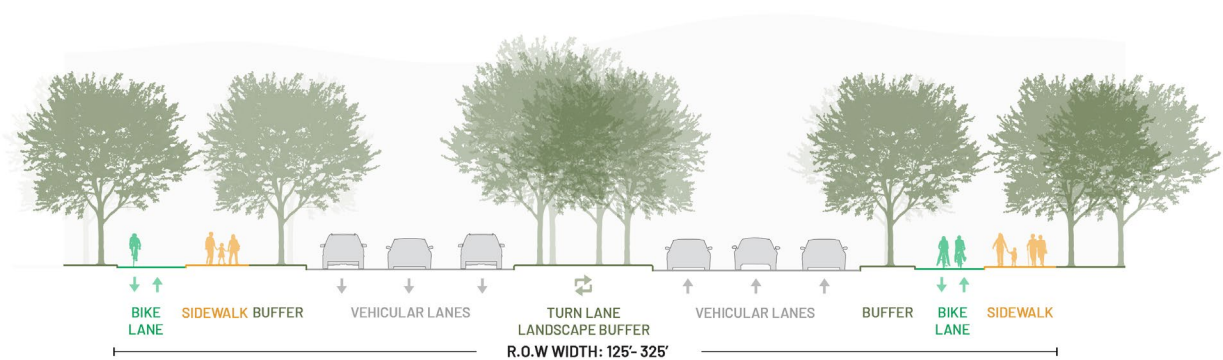 BIKE
LANE
SIDEWALK
BUFFER
VEHICULAR LANES
TURN LANE
LANDSCAPE BUFFER
VEHICULAR LANES
BUFFER
BIKE
LANE
SIDEWALK
R.O.W WIDTH: 125'- 325'